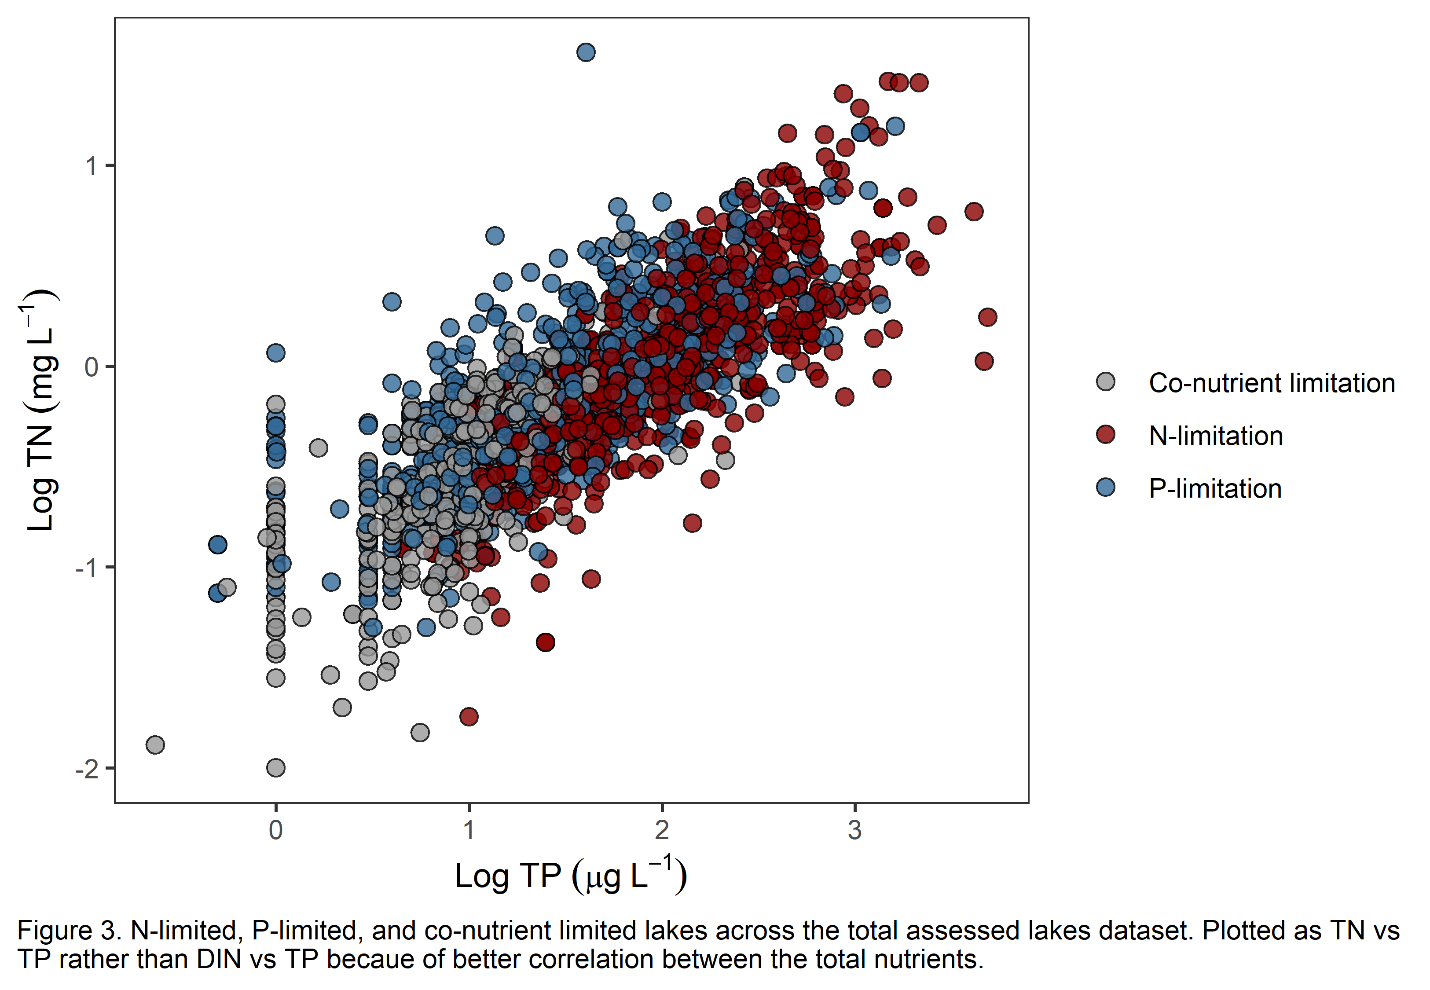 1
0
-1
-2
Log TN (mg L⁻¹)
0 1 2 3
Log TP (µg L⁻¹)
Co-nutrient limitation
N-limitation
P-limitation
Figure 3. N-limited, P-limited, and co-nutrient limited lakes across the total assessed lakes dataset. Plotted as TN vs
TP rather than DIN vs TP becaue of better correlation between the total nutrients.